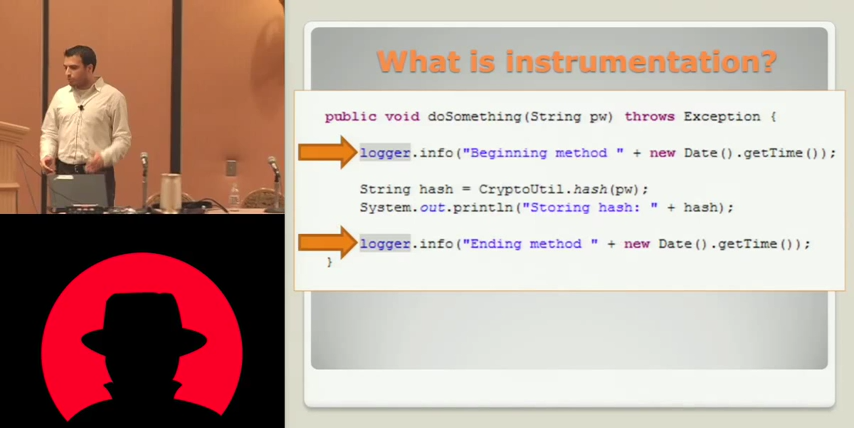 What is instrumentation?
public void doSomething(String pw) throws Exception {
logger.info("Beginning method " + new Date().getTime());
String hash = CryptoUtil.hash(pw);
System.out.println("Storing hash: " + hash);
logger.info("Ending method " + new Date().getTime());
}